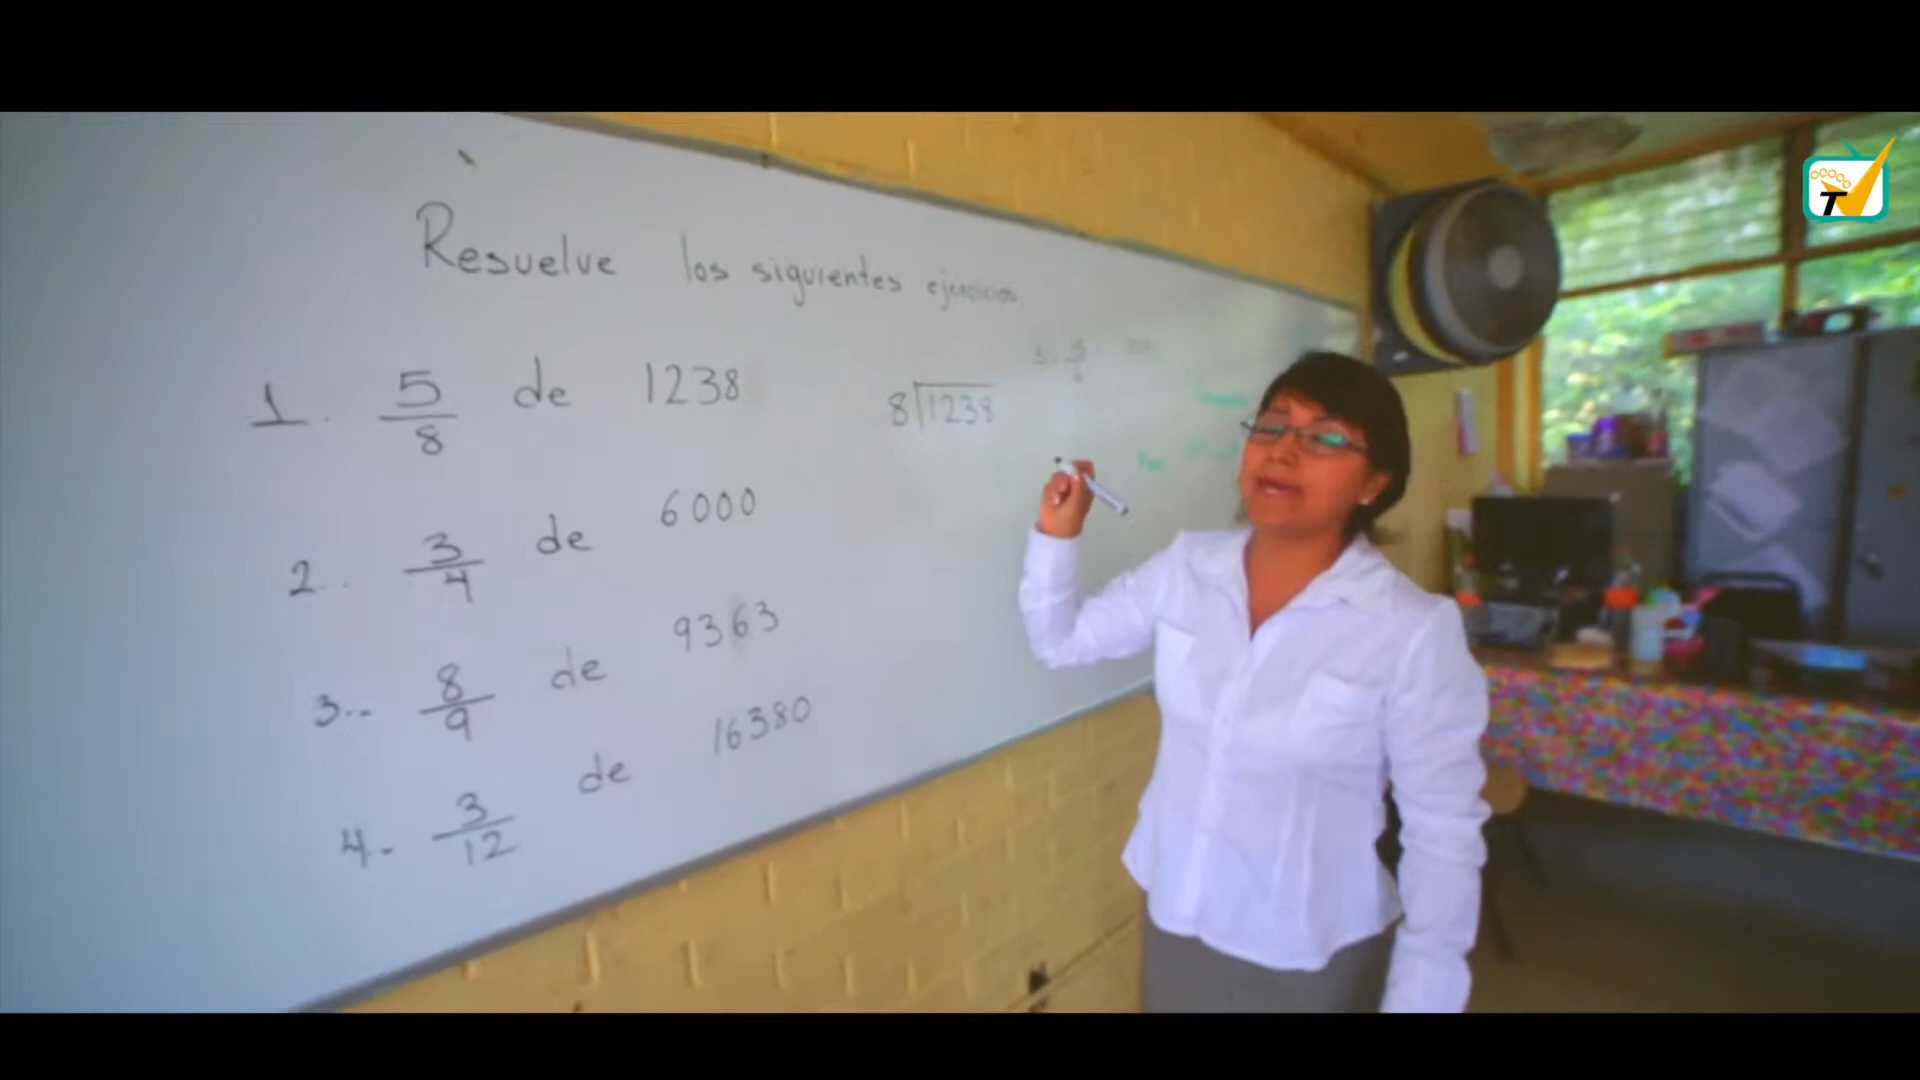 Resuelve los siguientes ejercicios
1. 5/8 de 1238
8 1238
2. 3/4 de 6000
3.. 8/9 de 9363
4.- 3/12 de 16380